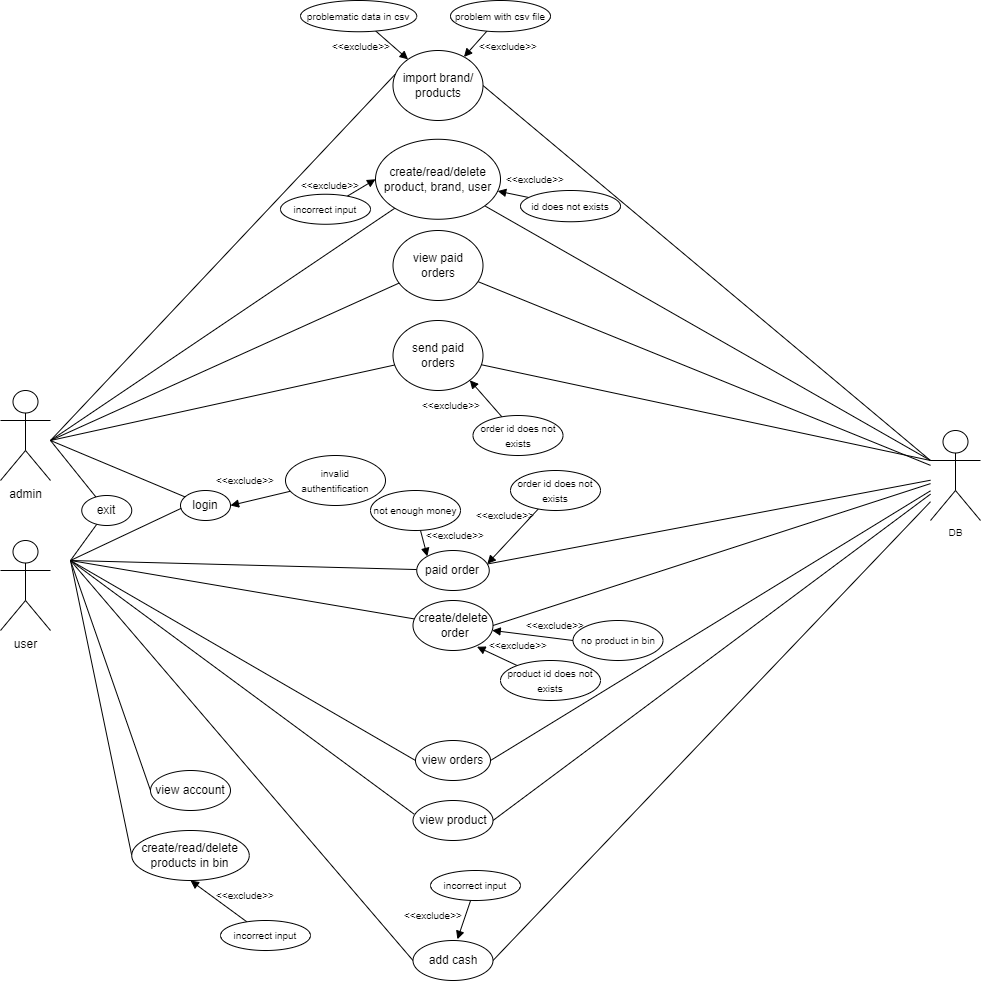 problematic data in csv
problem with csv file
<<exclude>>
<<exclude>>
import brand/
products
create/read/delete
product, brand, user
<<exclude>>
<<exclude>>
incorrect input
id does not exists
view paid
orders
send paid
orders
<<exclude>>
order id does not
exists
admin
invalid
authentification
<<exclude>>
login
exit
order id does not
exists
not enough money
<<exclude>>
<<exclude>>
DB
paid order
create/delete
order
<<exclude>>
no product in bin
<<exclude>>
user
product id does not
exists
view orders
view account
view product
create/read/delete
products in bin
<<exclude>>
incorrect input
incorrect input
<<exclude>>
add cash